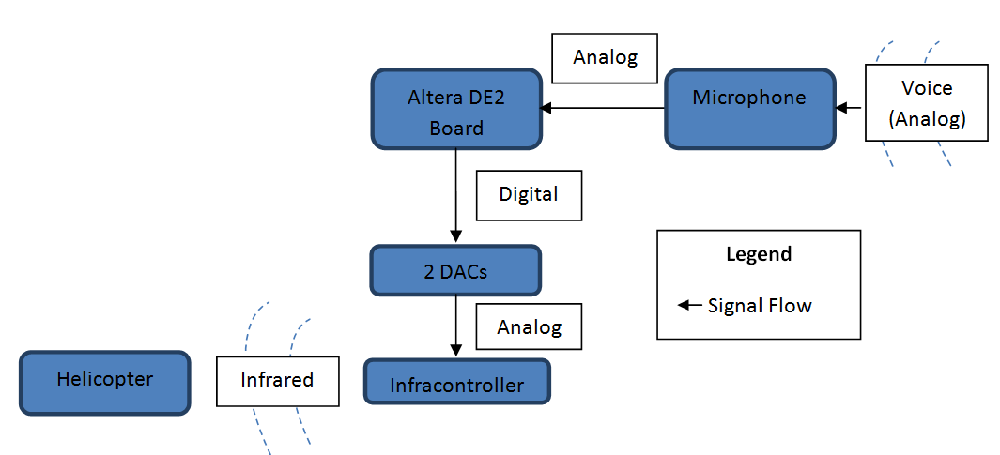 Analog
Altera DE2
Board
Microphone
Voice
(Analog)
Digital
2 DACs
Legend
Signal Flow
Analog
Helicopter
Infrared
Infracontroller